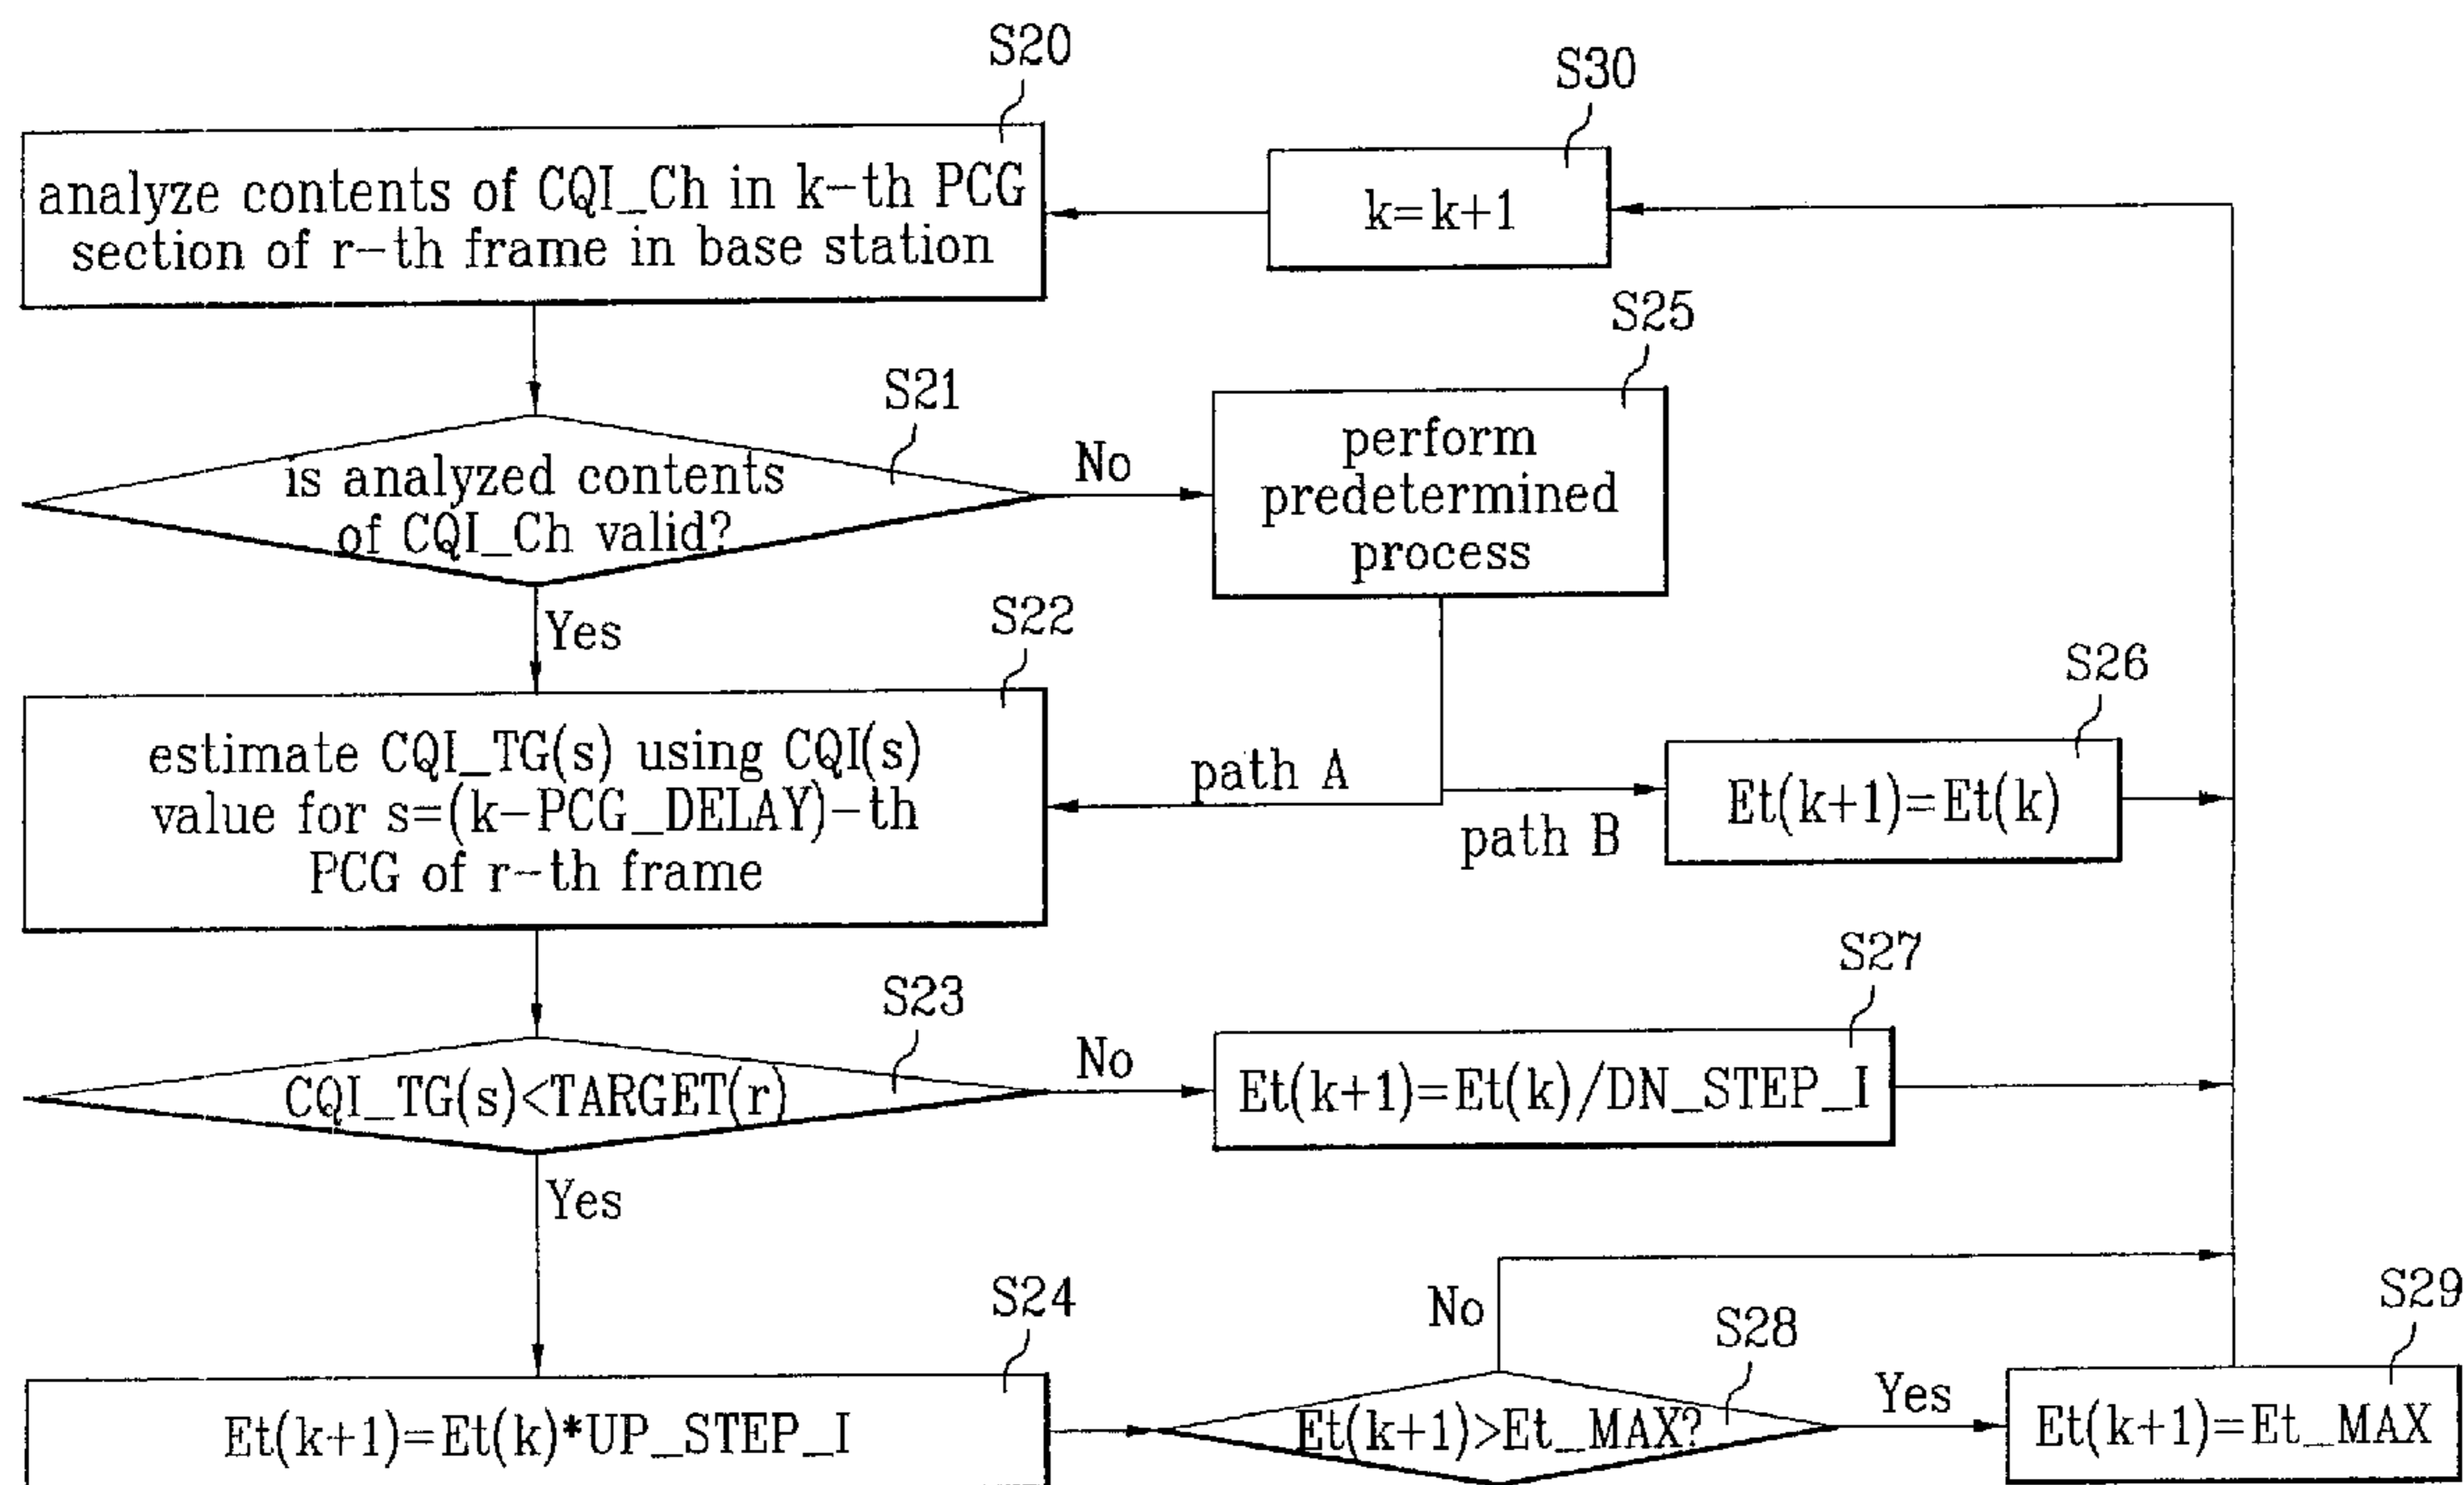 S20
analyze contents of CQI_Ch in k-th PCG
section of r-th frame in base station
S30
k=k+1
S21
is analyzed contents
of CQI_Ch valid?
No
Yes
S25
perform
predetermined
process
S22
estimate CQI_TG(s) using CQI(s)
value for s=(k-PCG_DELAY)-th
PCG of r-th frame
path A
path B
S26
Et(k+1)=Et(k)
S23
CQI_TG(s)<TARGET(r)
No
Yes
S27
Et(k+1)=Et(k)/DN_STEP_I
S24
Et(k+1)=Et(k)*UP_STEP_I
S28
Et(k+1)>Et_MAX?
No
Yes
S29
Et(k+1)=Et_MAX